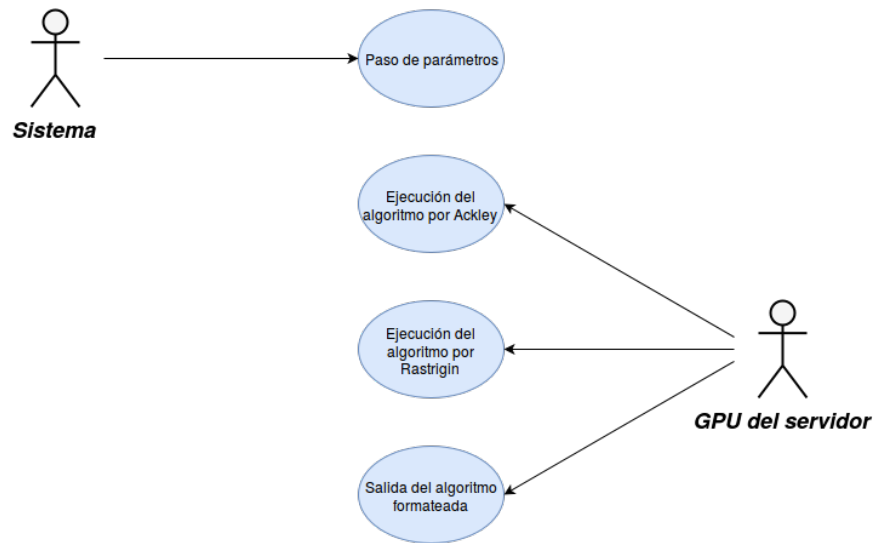 Paso de parámetros
Sistema
Ejecución del
algoritmo por Ackley
Ejecución del
algoritmo por
Rastrigin
GPU del servidor
Salida del algoritmo
formateada